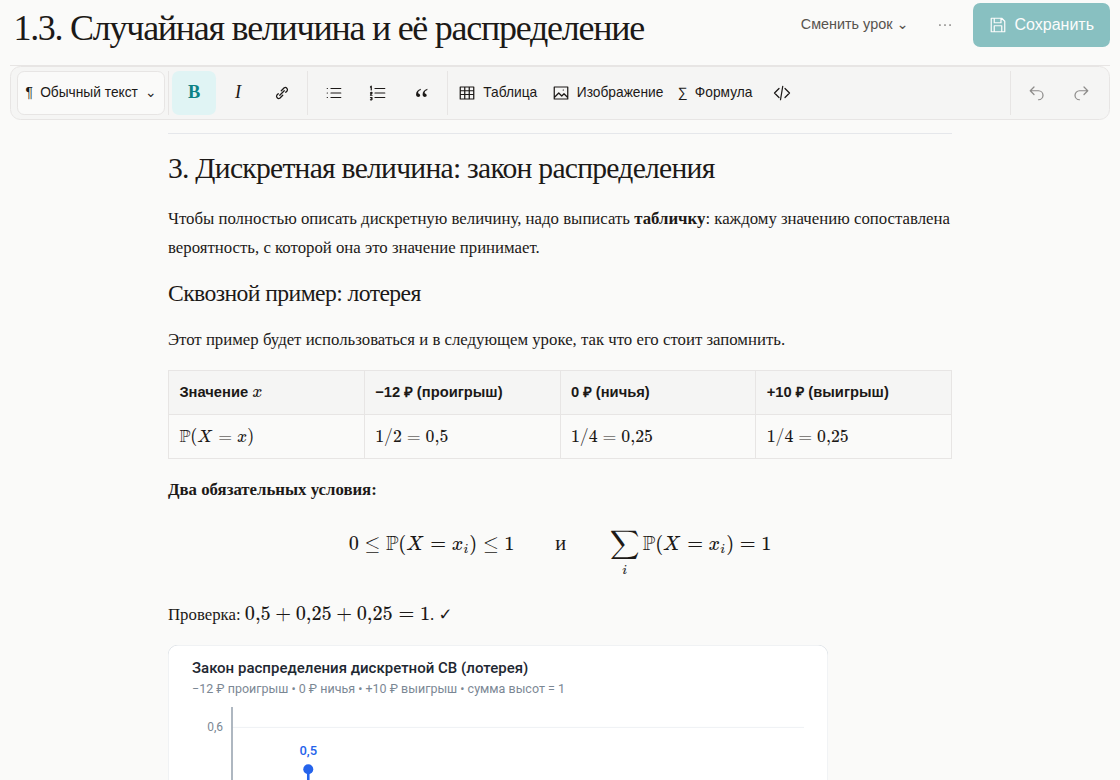 1.3. Случайная величина и её распределение
Сменить урок ⌄ ··· Сохранить
¶ Обычный текст ⌄ B I “ Таблица Изображение ∑ Формула </>
3. Дискретная величина: закон распределения
Чтобы полностью описать дискретную величину, надо выписать табличку: каждому значению сопоставлена
вероятность, с которой она это значение принимает.
Сквозной пример: лотерея
Этот пример будет использоваться и в следующем уроке, так что его стоит запомнить.
Значение x −12 ₽ (проигрыш) 0 ₽ (ничья) +10 ₽ (выигрыш)
ℙ(X = x) 1/2 = 0,5 1/4 = 0,25 1/4 = 0,25
Два обязательных условия:
0 ≤ ℙ(X = xᵢ) ≤ 1 и ∑ᵢ ℙ(X = xᵢ) = 1
Проверка: 0,5 + 0,25 + 0,25 = 1. ✓
Закон распределения дискретной СВ (лотерея)
−12 ₽ проигрыш • 0 ₽ ничья • +10 ₽ выигрыш • сумма высот = 1
0,6
0,5